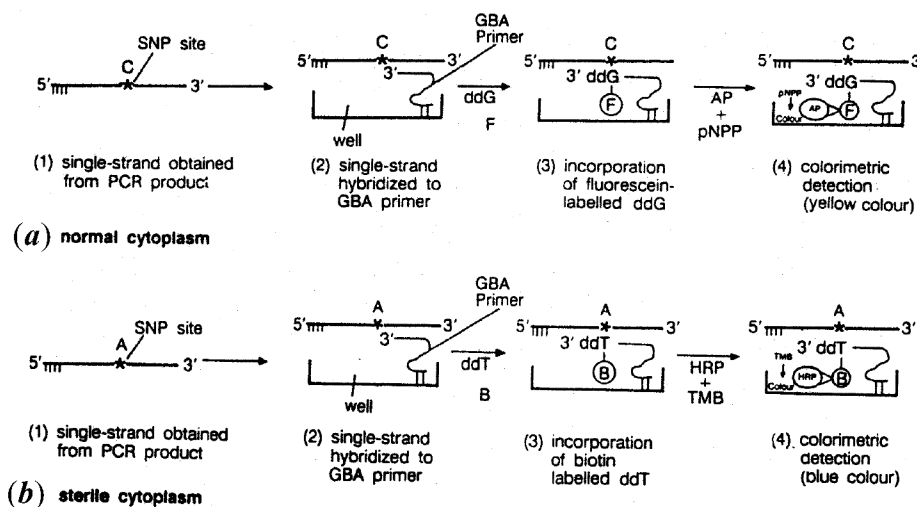 SNP site
C
5′ 3′
(1) single-strand obtained
from PCR product
GBA
Primer
C
5′ 3′
3′
well
(2) single-strand
hybridized to
GBA primer
ddG
F
C
5′ 3′
3′ ddG
F
(3) incorporation
of fluorescein-
labelled ddG
AP
+
pNPP
C
5′ 3′
3′ ddG
pNPP
Colour AP F
(4) colorimetric
detection
(yellow colour)
(a) normal cytoplasm
SNP site
A
5′ 3′
(1) single-strand obtained
from PCR product
GBA
Primer
A
5′ 3′
3′
well
(2) single-strand
hybridized to
GBA primer
ddT
B
A
5′ 3′
3′ ddT
B
(3) incorporation
of biotin
labelled ddT
HRP
+
TMB
A
5′ 3′
3′ ddT
TMB
Colour HRP B
(4) colorimetric
detection
(blue colour)
(b) sterile cytoplasm